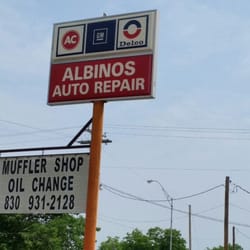 AC
GM
Delco
ALBINOS
AUTO REPAIR
MUFFLER SHOP
OIL CHANGE
830 931-2128